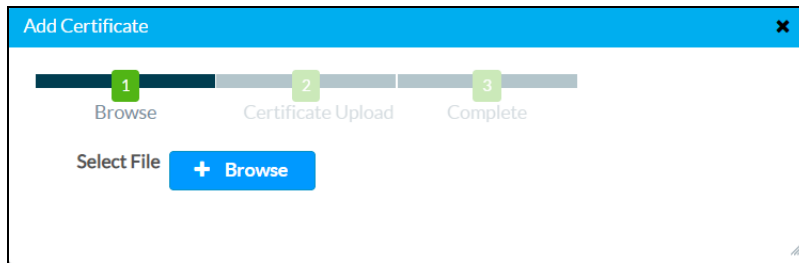 Add Certificate ✖
1 2 3
Browse Certificate Upload Complete
Select File + Browse